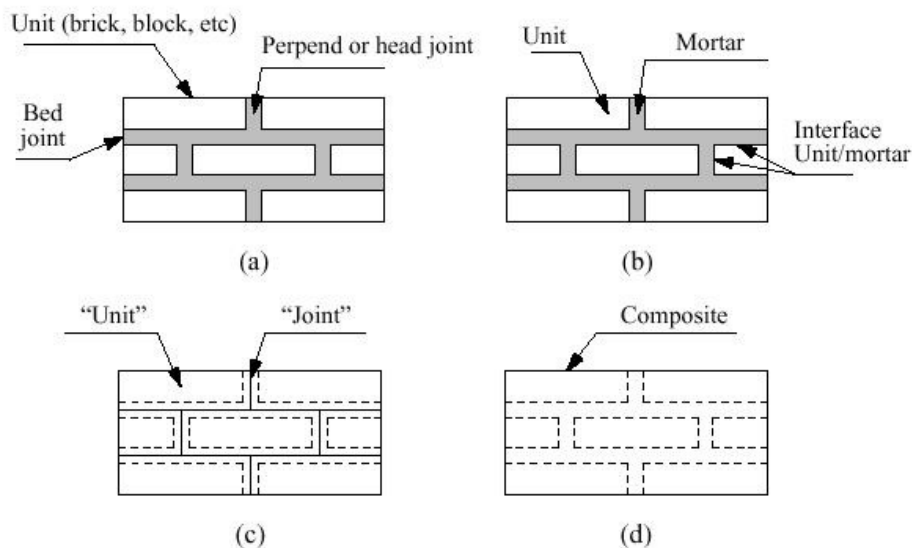 Unit (brick, block, etc)
Perpend or head joint
Bed
joint
(a)
Unit
Mortar
Interface
Unit/mortar
(b)
“Unit”
“Joint”
(c)
Composite
(d)